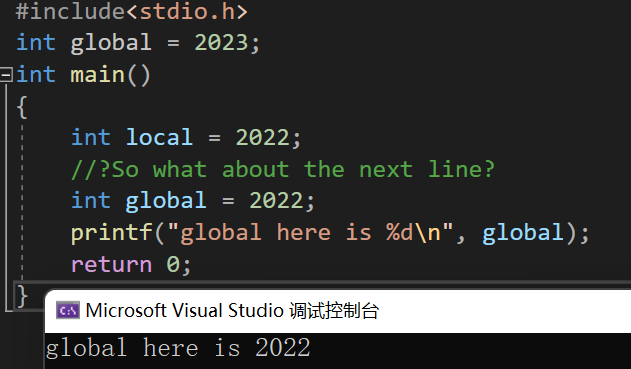 #include<stdio.h>
int global = 2023;
int main()
{
int local = 2022;
//?So what about the next line?
int global = 2022;
printf("global here is %d\n", global);
return 0;
}
C:\ Microsoft Visual Studio 调试控制台
global here is 2022